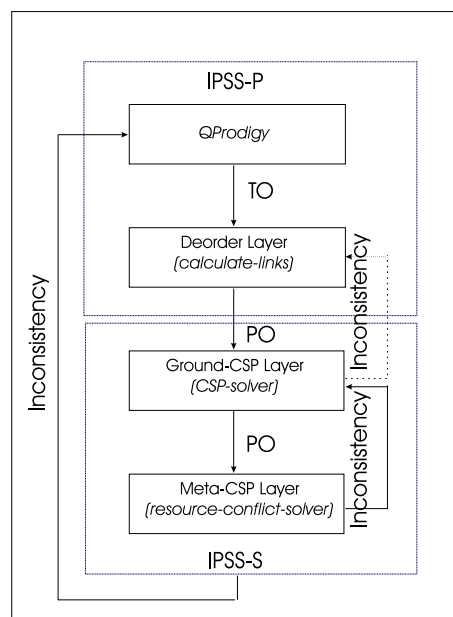 IPSS-P
QProdigy
TO
Deorder Layer
(calculate-links)
Inconsistency
Inconsistency
PO
Ground-CSP Layer
(CSP-solver)
PO
Inconsistency
Meta-CSP Layer
(resource-conflict-solver)
IPSS-S